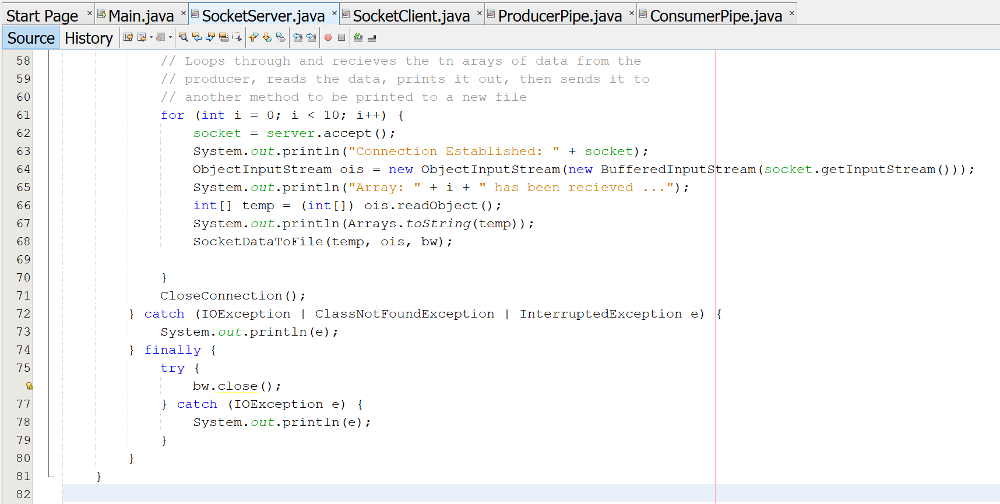 Start Page Main.java SocketServer.java SocketClient.java ProducerPipe.java ConsumerPipe.java
Source History
58 // Loops through and recieves the tn arays of data from the
59 // producer, reads the data, prints it out, then sends it to
60 // another method to be printed to a new file
61 for (int i = 0; i < 10; i++) {
62 socket = server.accept();
63 System.out.println("Connection Established: " + socket);
64 ObjectInputStream ois = new ObjectInputStream(new BufferedInputStream(socket.getInputStream()));
65 System.out.println("Array: " + i + " has been recieved ...");
66 int[] temp = (int[]) ois.readObject();
67 System.out.println(Arrays.toString(temp));
68 SocketDataToFile(temp, ois, bw);
69
70 }
71 CloseConnection();
72 } catch (IOException | ClassNotFoundException | InterruptedException e) {
73 System.out.println(e);
74 } finally {
75 try {
bw.close();
77 } catch (IOException e) {
78 System.out.println(e);
79 }
80 }
81 }
82